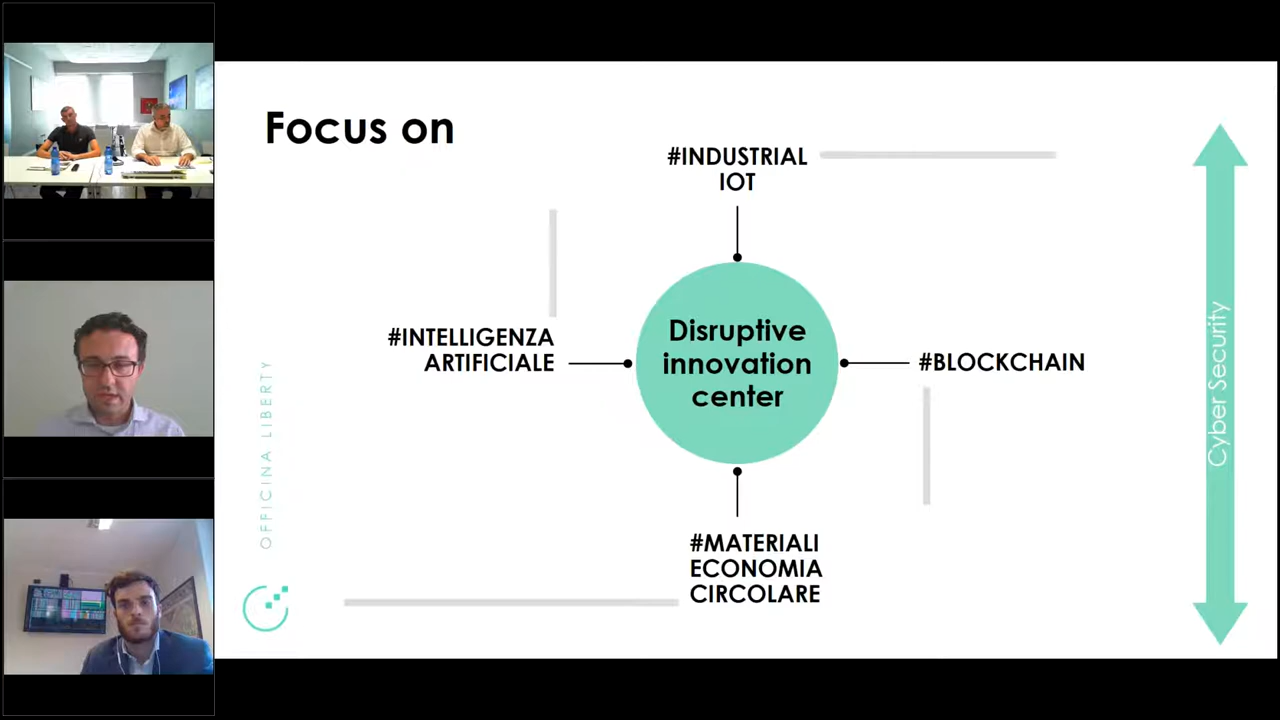 Focus on
#INDUSTRIAL
IOT
#INTELLIGENZA
ARTIFICIALE
Disruptive
innovation
center
#BLOCKCHAIN
#MATERIALI
ECONOMIA
CIRCOLARE
OFFICINA LIBERTY
Cyber Security